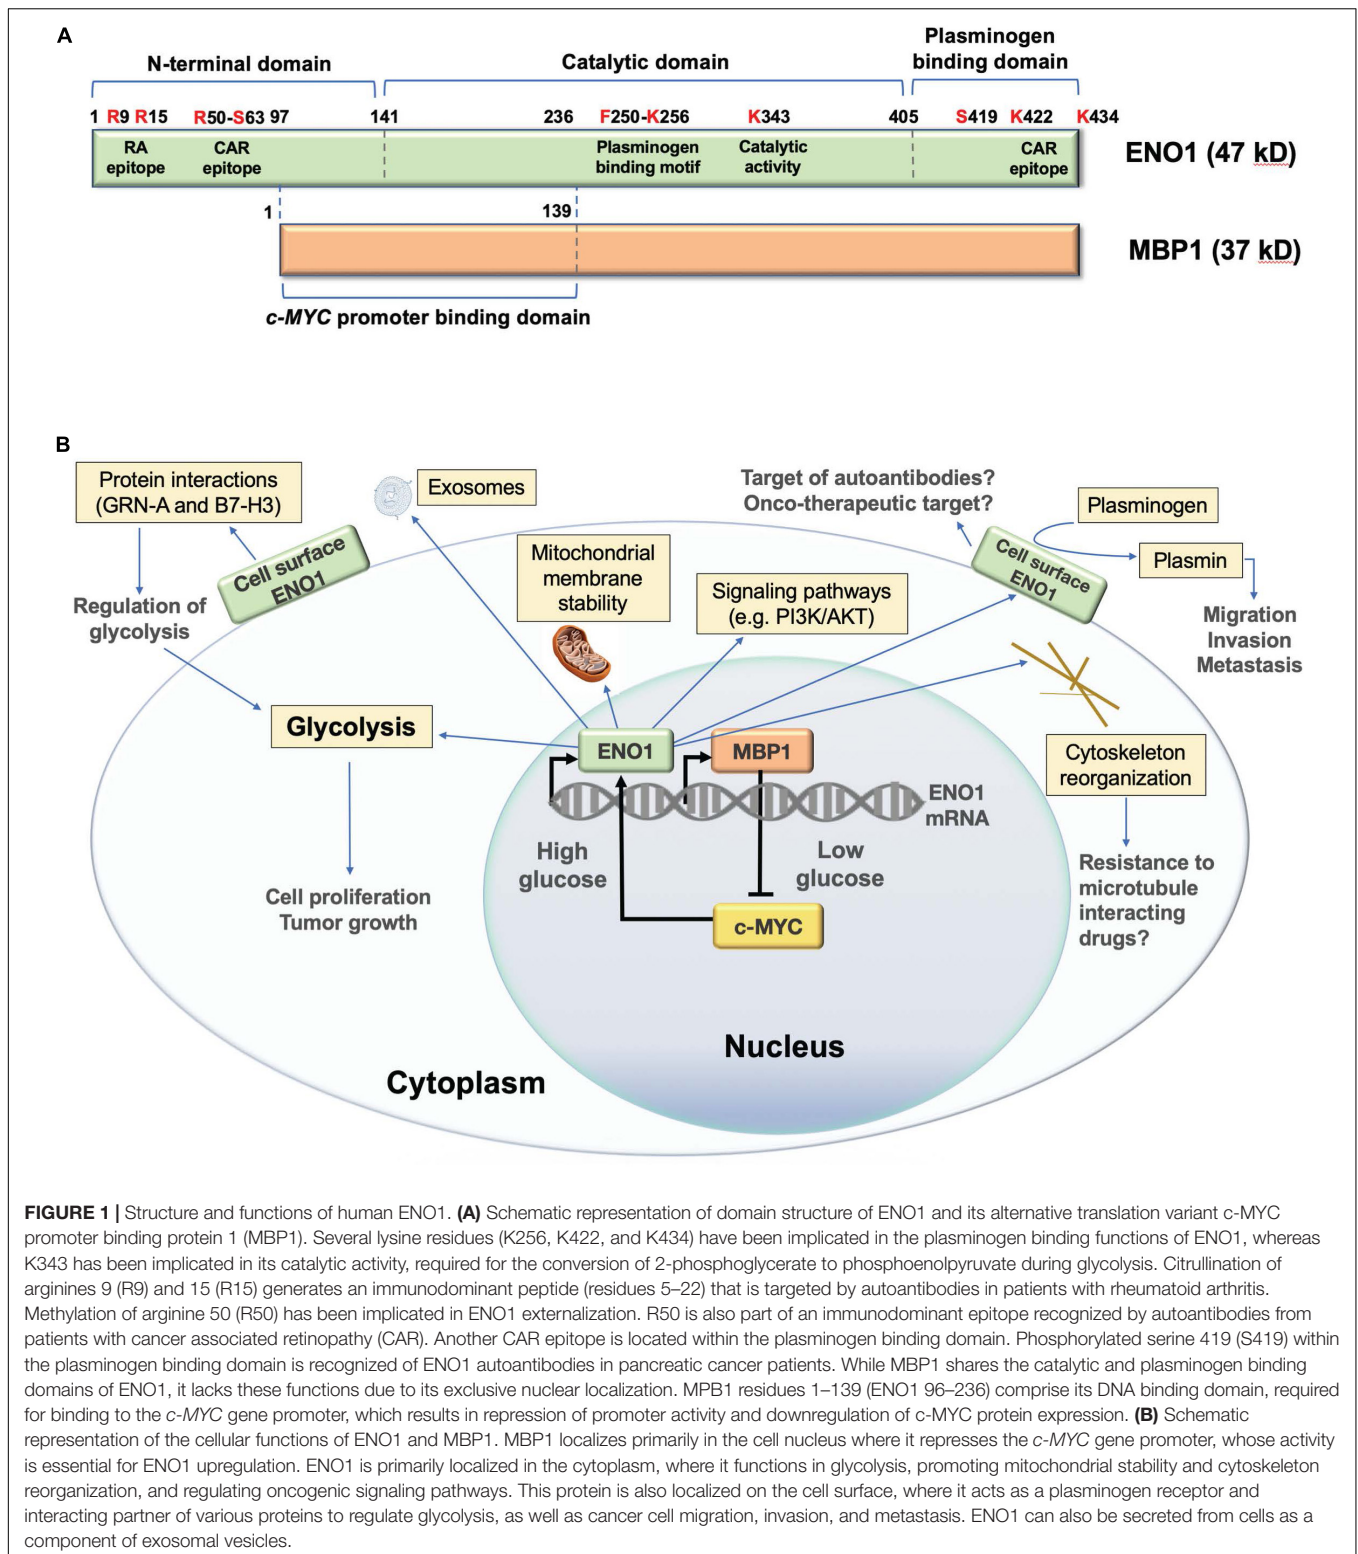 A
N-terminal domain
Catalytic domain
Plasminogen
binding domain
1 R9 R15 R50-S63 97 141 236 F250-K256 K343 405 S419 K422 K434
RA
epitope
CAR
epitope
Plasminogen
binding motif
Catalytic
activity
CAR
epitope
ENO1 (47 kD)
1
139
MBP1 (37 kD)
c-MYC promoter binding domain
B
Protein interactions
(GRN-A and B7-H3)
Exosomes
Target of autoantibodies?
Onco-therapeutic target?
Plasminogen
Plasmin
Cell surface
ENO1
Mitochondrial
membrane
stability
Signaling pathways
(e.g. PI3K/AKT)
Cell surface
ENO1
Regulation of
glycolysis
Migration
Invasion
Metastasis
Glycolysis
ENO1
MBP1
Cytoskeleton
reorganization
ENO1
mRNA
High
glucose
Low
glucose
Cell proliferation
Tumor growth
c-MYC
Resistance to
microtubule
interacting
drugs?
Nucleus
Cytoplasm
FIGURE 1 | Structure and functions of human ENO1. (A) Schematic representation of domain structure of ENO1 and its alternative translation variant c-MYC
promoter binding protein 1 (MBP1). Several lysine residues (K256, K422, and K434) have been implicated in the plasminogen binding functions of ENO1, whereas
K343 has been implicated in its catalytic activity, required for the conversion of 2-phosphoglycerate to phosphoenolpyruvate during glycolysis. Citrullination of
arginines 9 (R9) and 15 (R15) generates an immunodominant peptide (residues 5–22) that is targeted by autoantibodies in patients with rheumatoid arthritis.
Methylation of arginine 50 (R50) has been implicated in ENO1 externalization. R50 is also part of an immunodominant epitope recognized by autoantibodies from
patients with cancer associated retinopathy (CAR). Another CAR epitope is located within the plasminogen binding domain. Phosphorylated serine 419 (S419) within
the plasminogen binding domain is recognized of ENO1 autoantibodies in pancreatic cancer patients. While MBP1 shares the catalytic and plasminogen binding
domains of ENO1, it lacks these functions due to its exclusive nuclear localization. MPB1 residues 1–139 (ENO1 96–236) comprise its DNA binding domain, required
for binding to the c-MYC gene promoter, which results in repression of promoter activity and downregulation of c-MYC protein expression. (B) Schematic
representation of the cellular functions of ENO1 and MBP1. MBP1 localizes primarily in the cell nucleus where it represses the c-MYC gene promoter, whose activity
is essential for ENO1 upregulation. ENO1 is primarily localized in the cytoplasm, where it functions in glycolysis, promoting mitochondrial stability and cytoskeleton
reorganization, and regulating oncogenic signaling pathways. This protein is also localized on the cell surface, where it acts as a plasminogen receptor and
interacting partner of various proteins to regulate glycolysis, as well as cancer cell migration, invasion, and metastasis. ENO1 can also be secreted from cells as a
component of exosomal vesicles.